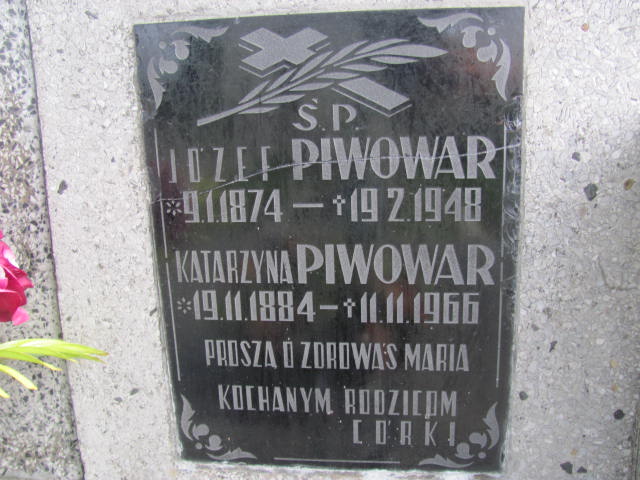 Ś.P.
JÓZEF PIWOWAR
*9.1.1874 – †19.2.1948
KATARZYNA PIWOWAR
*19.11.1884 – †11.11.1966
PROSZĄ O ZDROWAŚ MARIA
KOCHANYM RODZICOM
CÓRKI